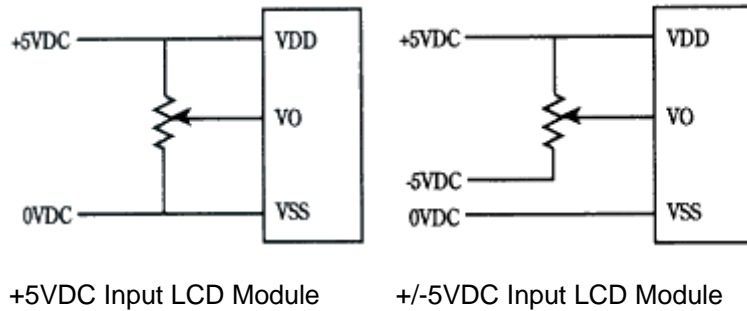 +5VDC
VDD
VO
0VDC
VSS
+5VDC
VDD
VO
-5VDC
0VDC
VSS
+5VDC Input LCD Module
+/-5VDC Input LCD Module